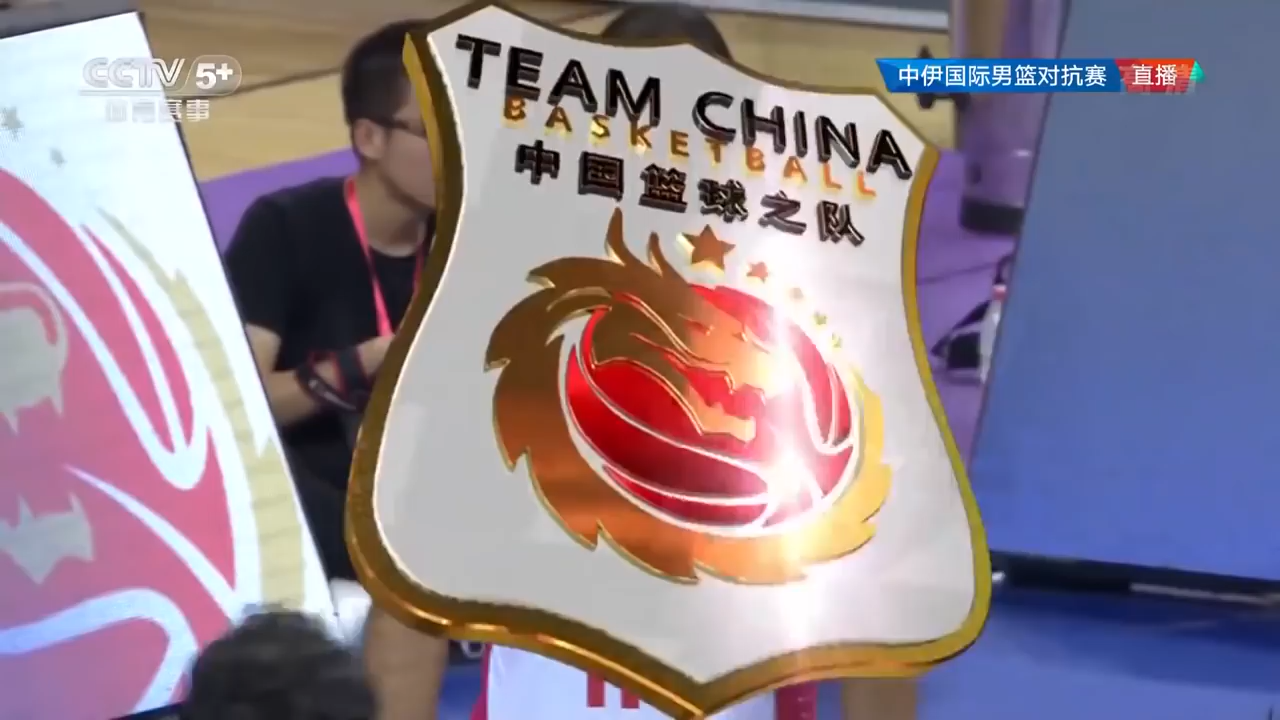 CCTV 5+
体育赛事
中伊国际男篮对抗赛 直播
TEAM CHINA
BASKETBALL
中国篮球之队